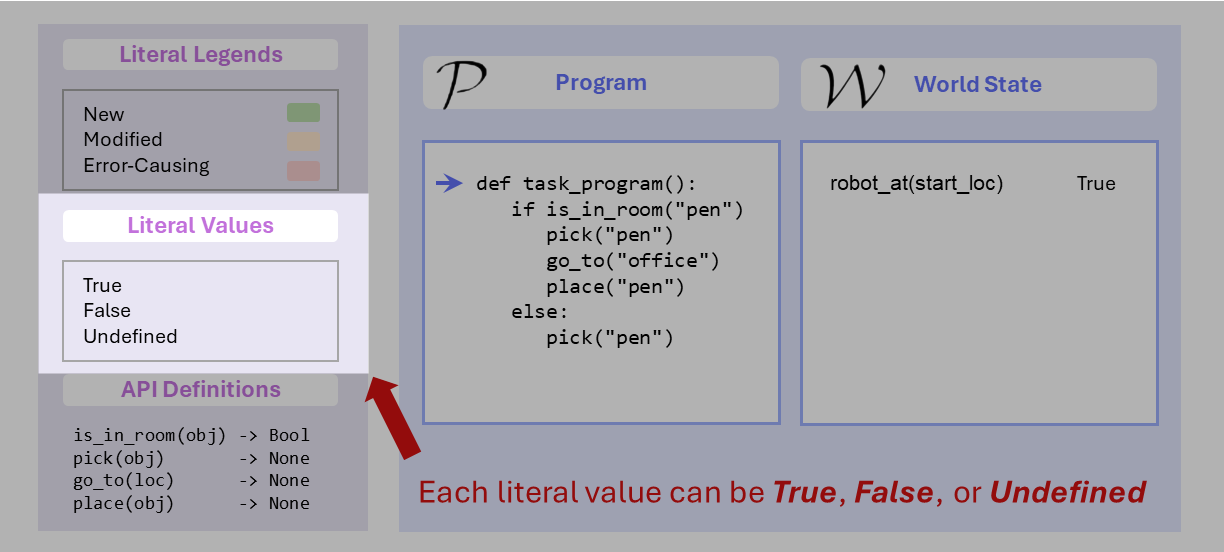 Literal Legends
New
Modified
Error-Causing
Literal Values
True
False
Undefined
API Definitions
is_in_room(obj) -> Bool
pick(obj) -> None
go_to(loc) -> None
place(obj) -> None
P Program
def task_program():
if is_in_room("pen")
pick("pen")
go_to("office")
place("pen")
else:
pick("pen")
W World State
robot_at(start_loc) True
Each literal value can be True, False, or Undefined